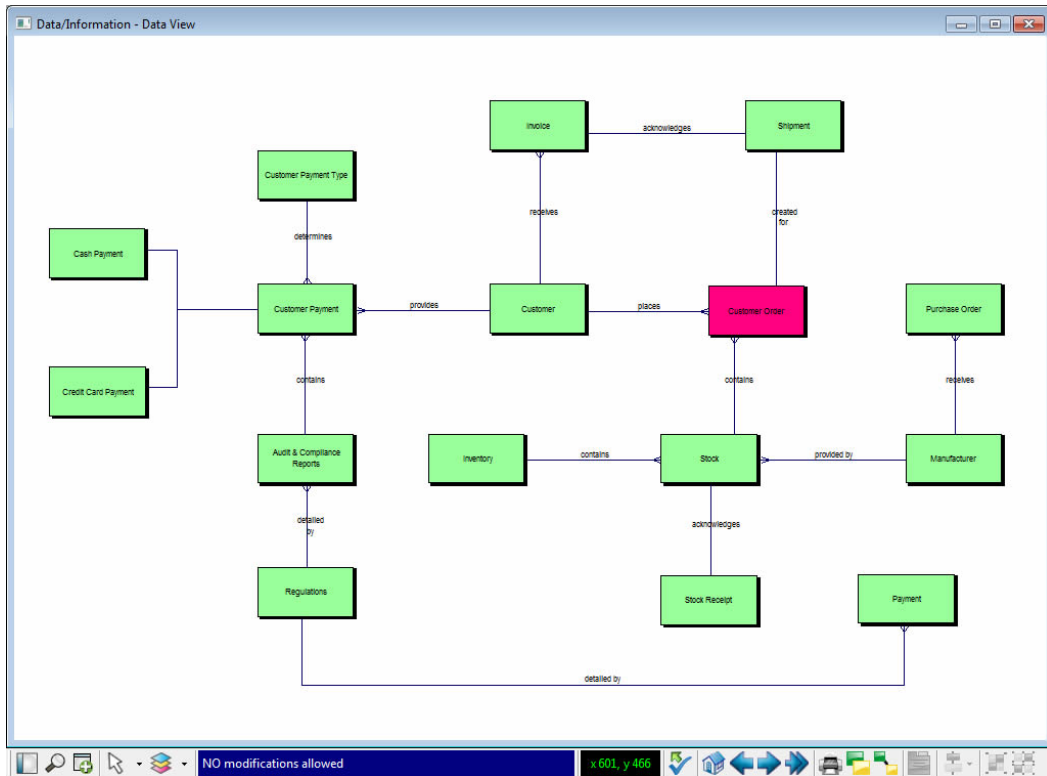 Data/Information - Data View
Invoice
acknowledges
Shipment
Customer Payment Type
receives
created
for
determines
Cash Payment
Customer Payment
provides
Customer
places
Customer Order
Purchase Order
Credit Card Payment
contains
contains
receives
Audit & Compliance
Reports
Inventory
contains
Stock
provided by
Manufacturer
detailed
by
acknowledges
Regulations
Stock Receipt
Payment
detailed by
NO modifications allowed
x 601, y 466